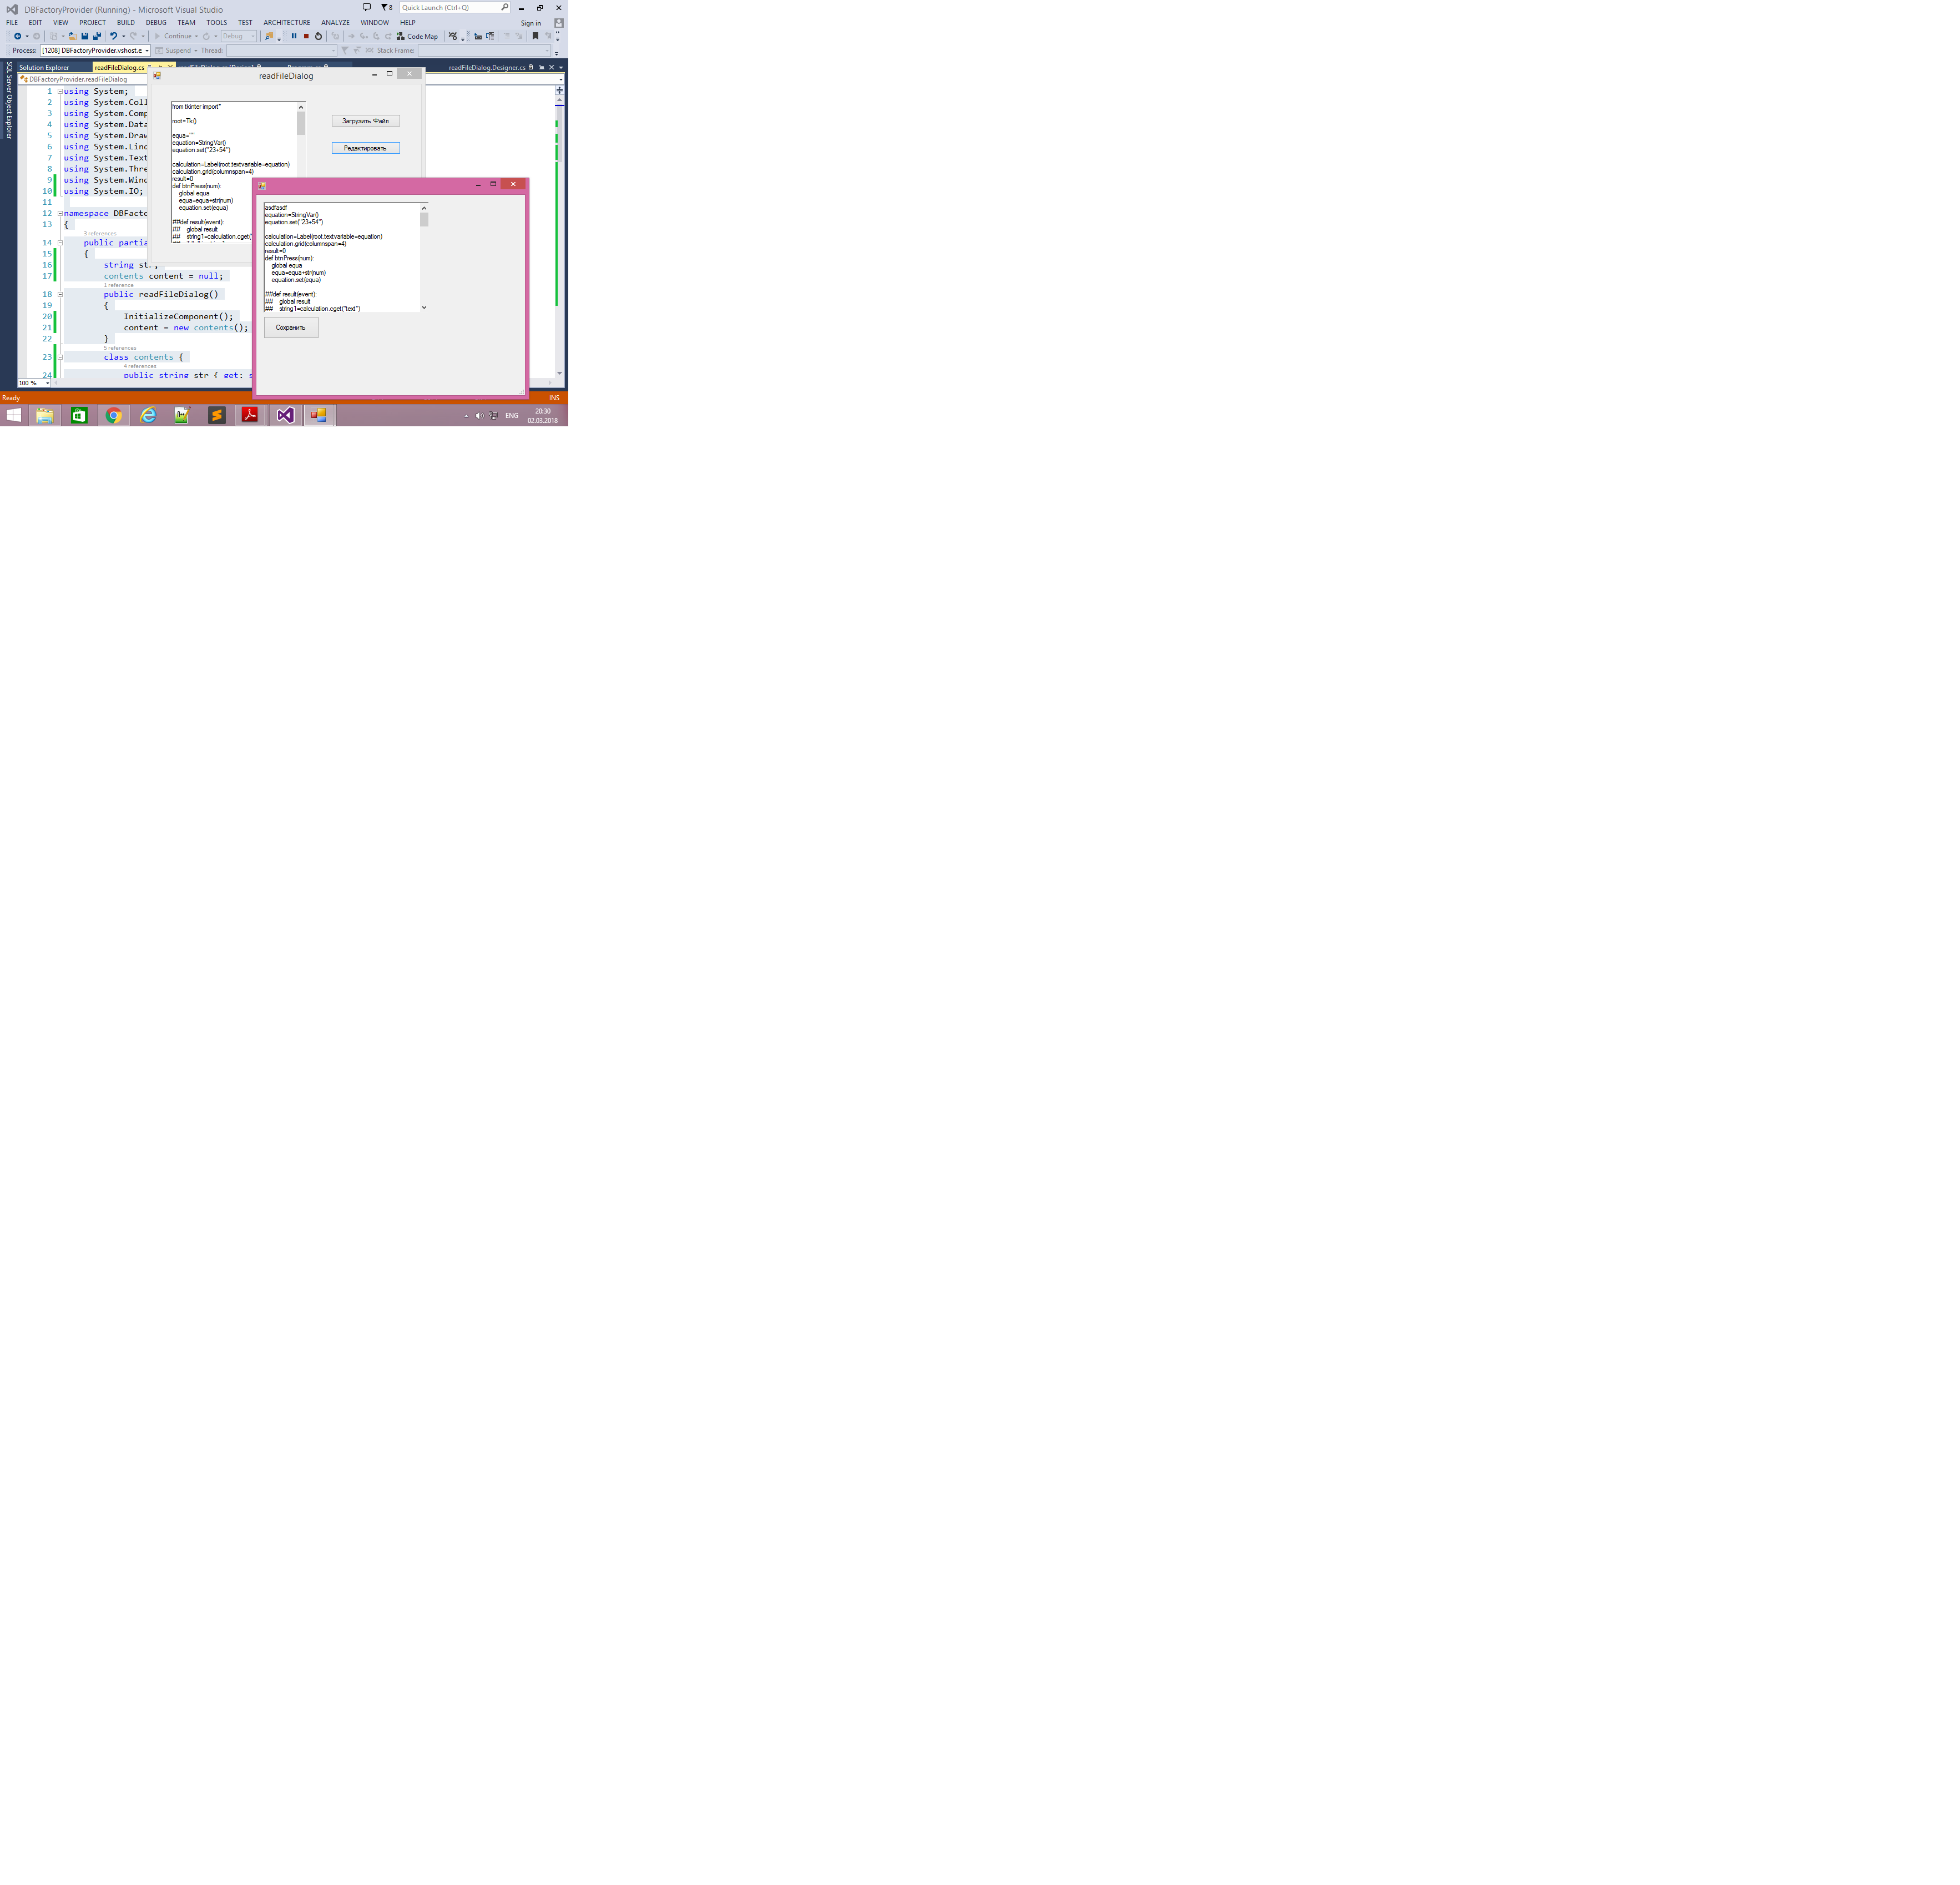 DBFactoryProvider (Running) - Microsoft Visual Studio
8
Quick Launch (Ctrl+Q)
FILE EDIT VIEW PROJECT BUILD DEBUG TEAM TOOLS TEST ARCHITECTURE ANALYZE WINDOW HELP
Sign in
Continue Debug Code Map
Process: [1208] DBFactoryProvider.vshost.e Suspend Thread: Stack Frame:
SQL Server Object Explorer
Solution Explorer readFileDialog.cs readFileDialog.Designer.cs
DBFactoryProvider.readFileDialog
1 using System;
2 using System.Coll
3 using System.Comp
4 using System.Data
5 using System.Draw
6 using System.Linq
7 using System.Text
8 using System.Thre
9 using System.Wind
10 using System.IO;
11
12 namespace DBFacto
13 {
3 references
14 public partia
15 {
16 string str;
17 contents content = null;
1 reference
18 public readFileDialog()
19 {
20 InitializeComponent();
21 content = new contents();
22 }
5 references
23 class contents {
4 references
24 public string str { get; s
100 %
readFileDialog
from tkinter import*
root=Tk()
equa=""
equation=StringVar()
equation.set("23+54")
calculation=Label(root,textvariable=equation)
calculation.grid(columnspan=4)
result=0
def btnPress(num):
global equa
equa=equa+str(num)
equation.set(equa)
##def result(event):
## global result
## string1=calculation.cget("
Загрузить Файл
Редактировать
asdfasdf
equation=StringVar()
equation.set("23+54")
calculation=Label(root,textvariable=equation)
calculation.grid(columnspan=4)
result=0
def btnPress(num):
global equa
equa=equa+str(num)
equation.set(equa)
##def result(event):
## global result
## string1=calculation.cget("text")
Сохранить
Ready
INS
ENG
20:30
02.03.2018